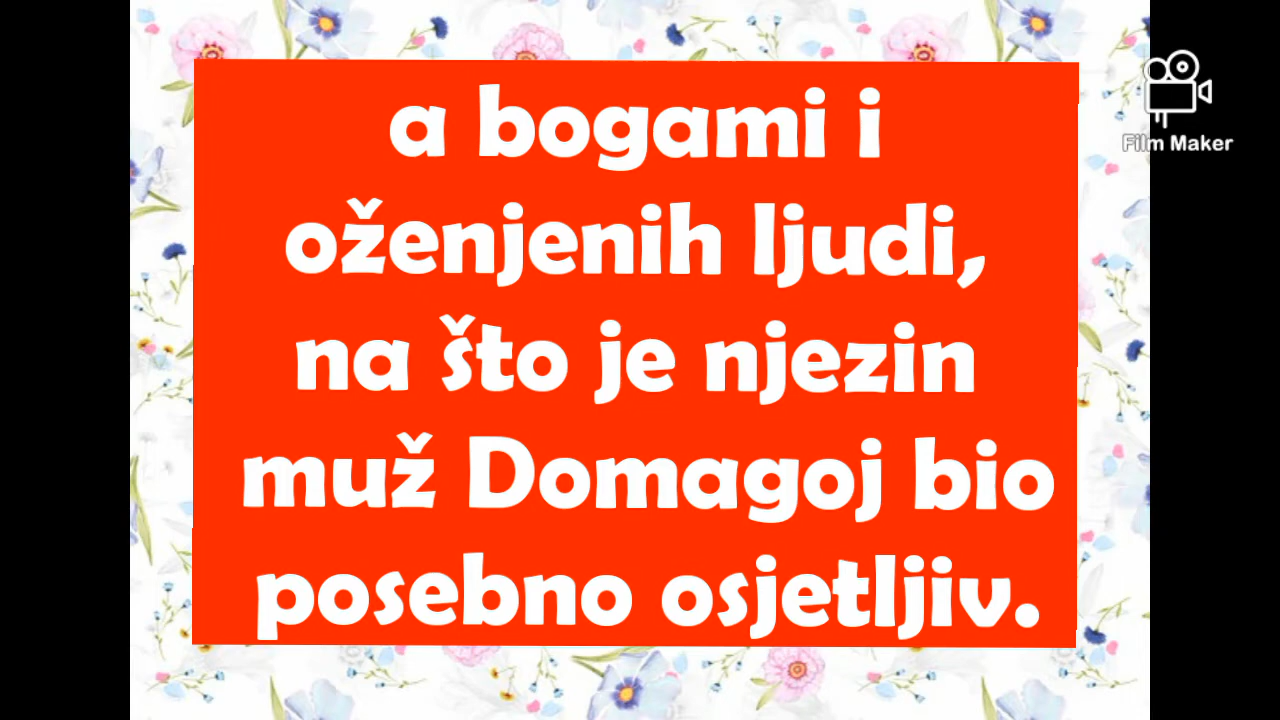 a bogami i
oženjenih ljudi,
na što je njezin
muž Domagoj bio
posebno osjetljiv.
Film Maker